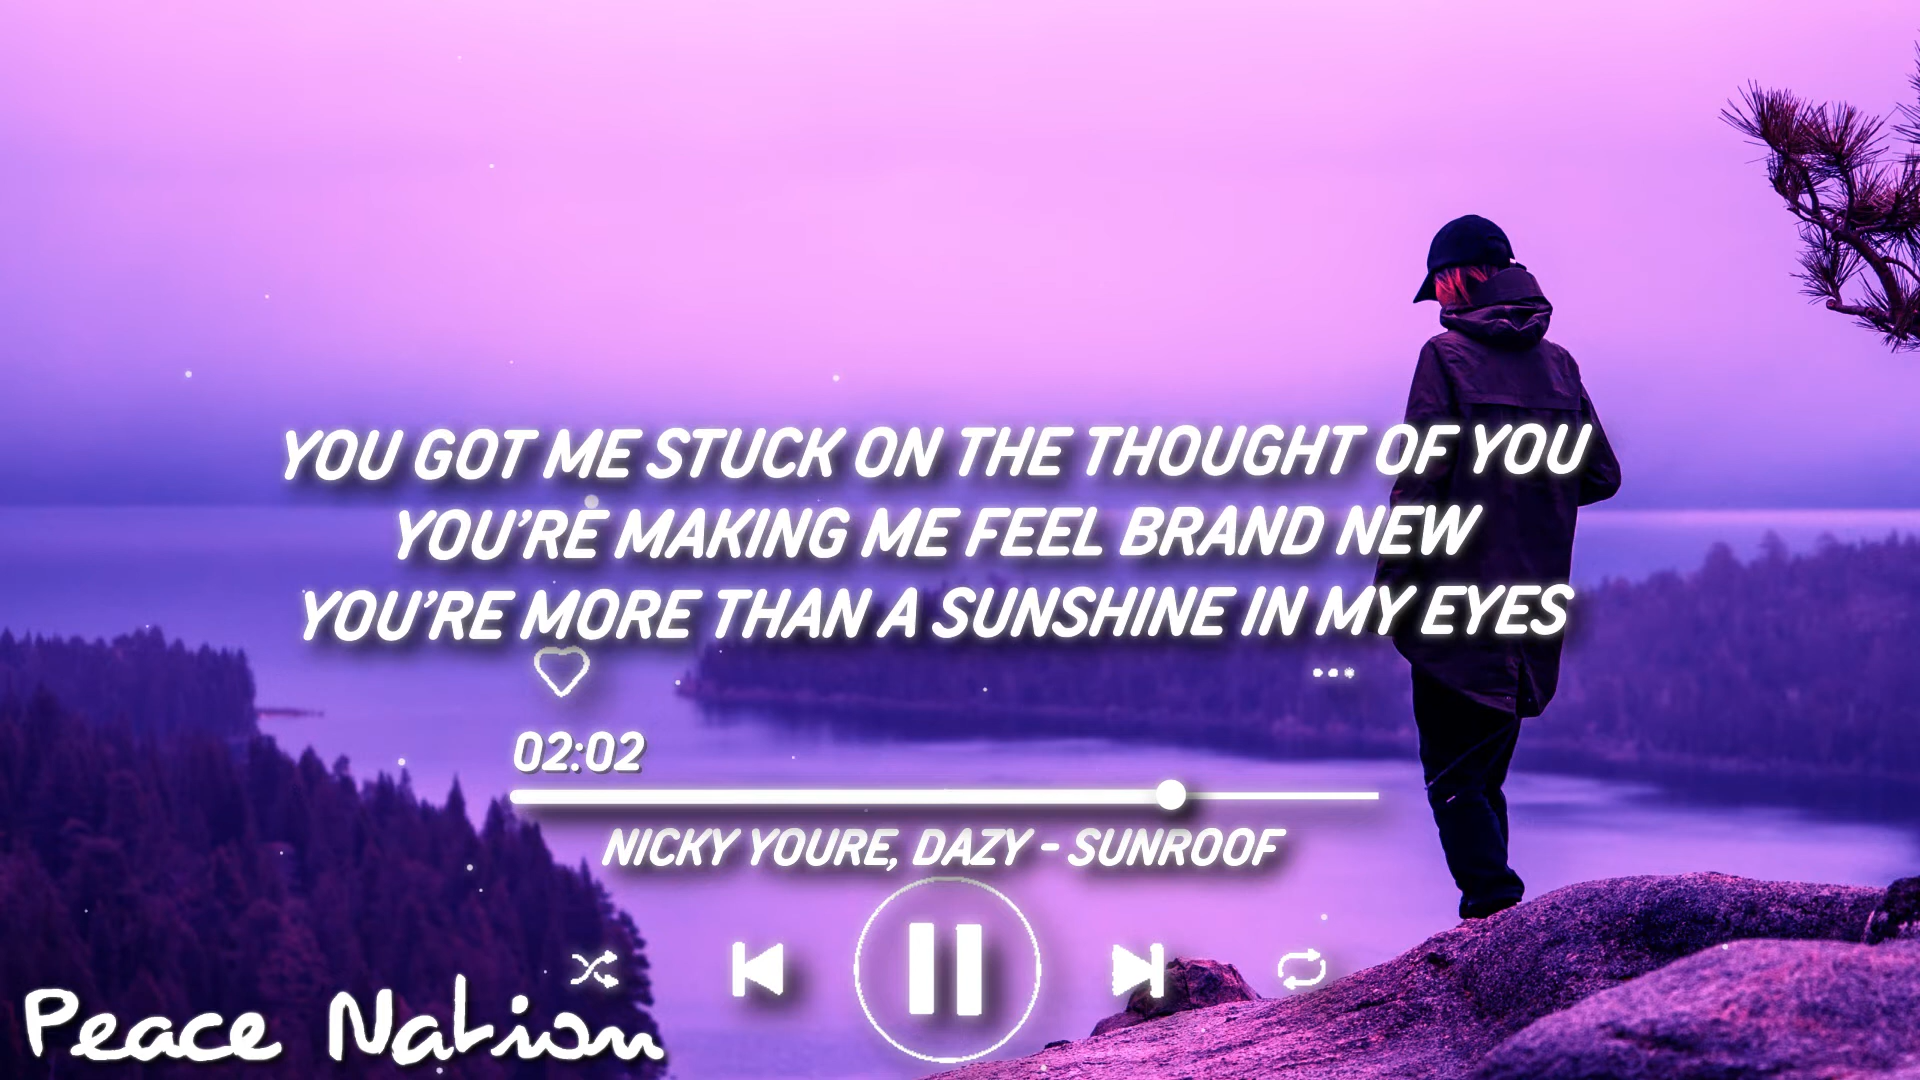 YOU GOT ME STUCK ON THE THOUGHT OF YOU
YOU’RE MAKING ME FEEL BRAND NEW
YOU’RE MORE THAN A SUNSHINE IN MY EYES
02:02
NICKY YOURE, DAZY - SUNROOF
Peace Nation